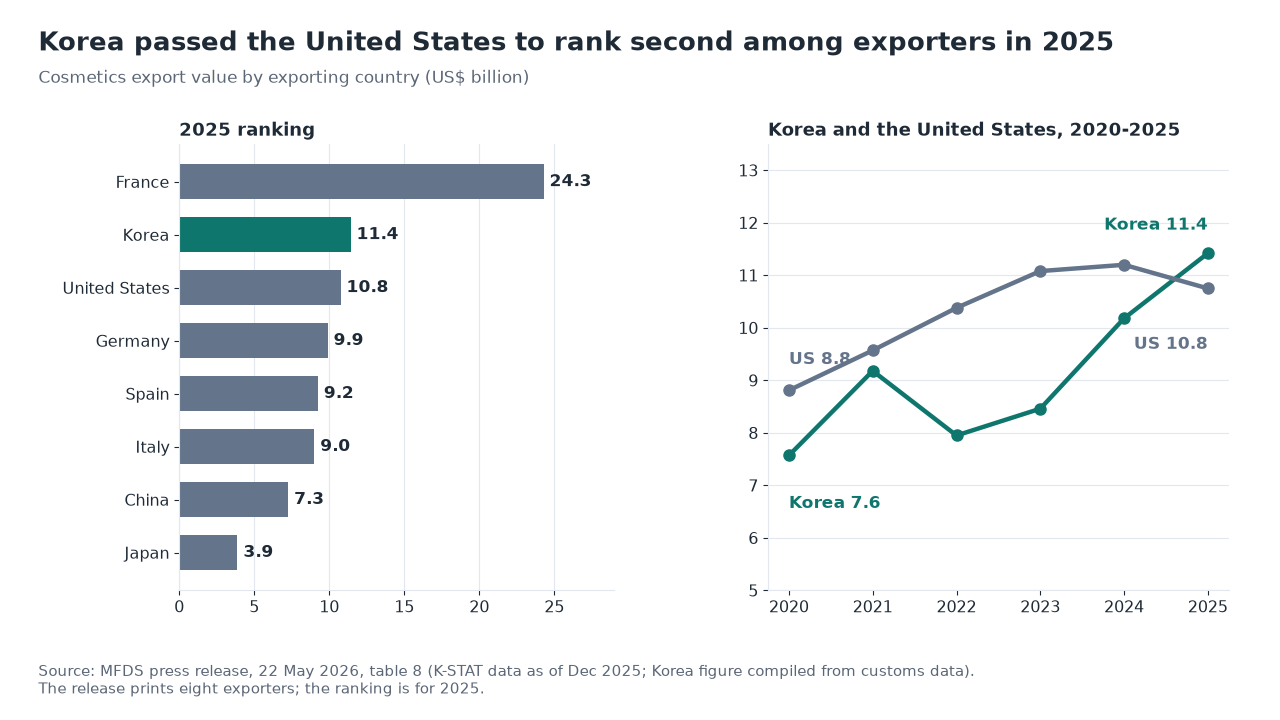 Korea passed the United States to rank second among exporters in 2025
Cosmetics export value by exporting country (US$ billion)
2025 ranking
France 24.3
Korea 11.4
United States 10.8
Germany 9.9
Spain 9.2
Italy 9.0
China 7.3
Japan 3.9
0 5 10 15 20 25
Korea and the United States, 2020-2025
13
12
11
10
9
8
7
6
5
Korea 11.4
US 10.8
US 8.8
Korea 7.6
2020 2021 2022 2023 2024 2025
Source: MFDS press release, 22 May 2026, table 8 (K-STAT data as of Dec 2025; Korea figure compiled from customs data).
The release prints eight exporters; the ranking is for 2025.